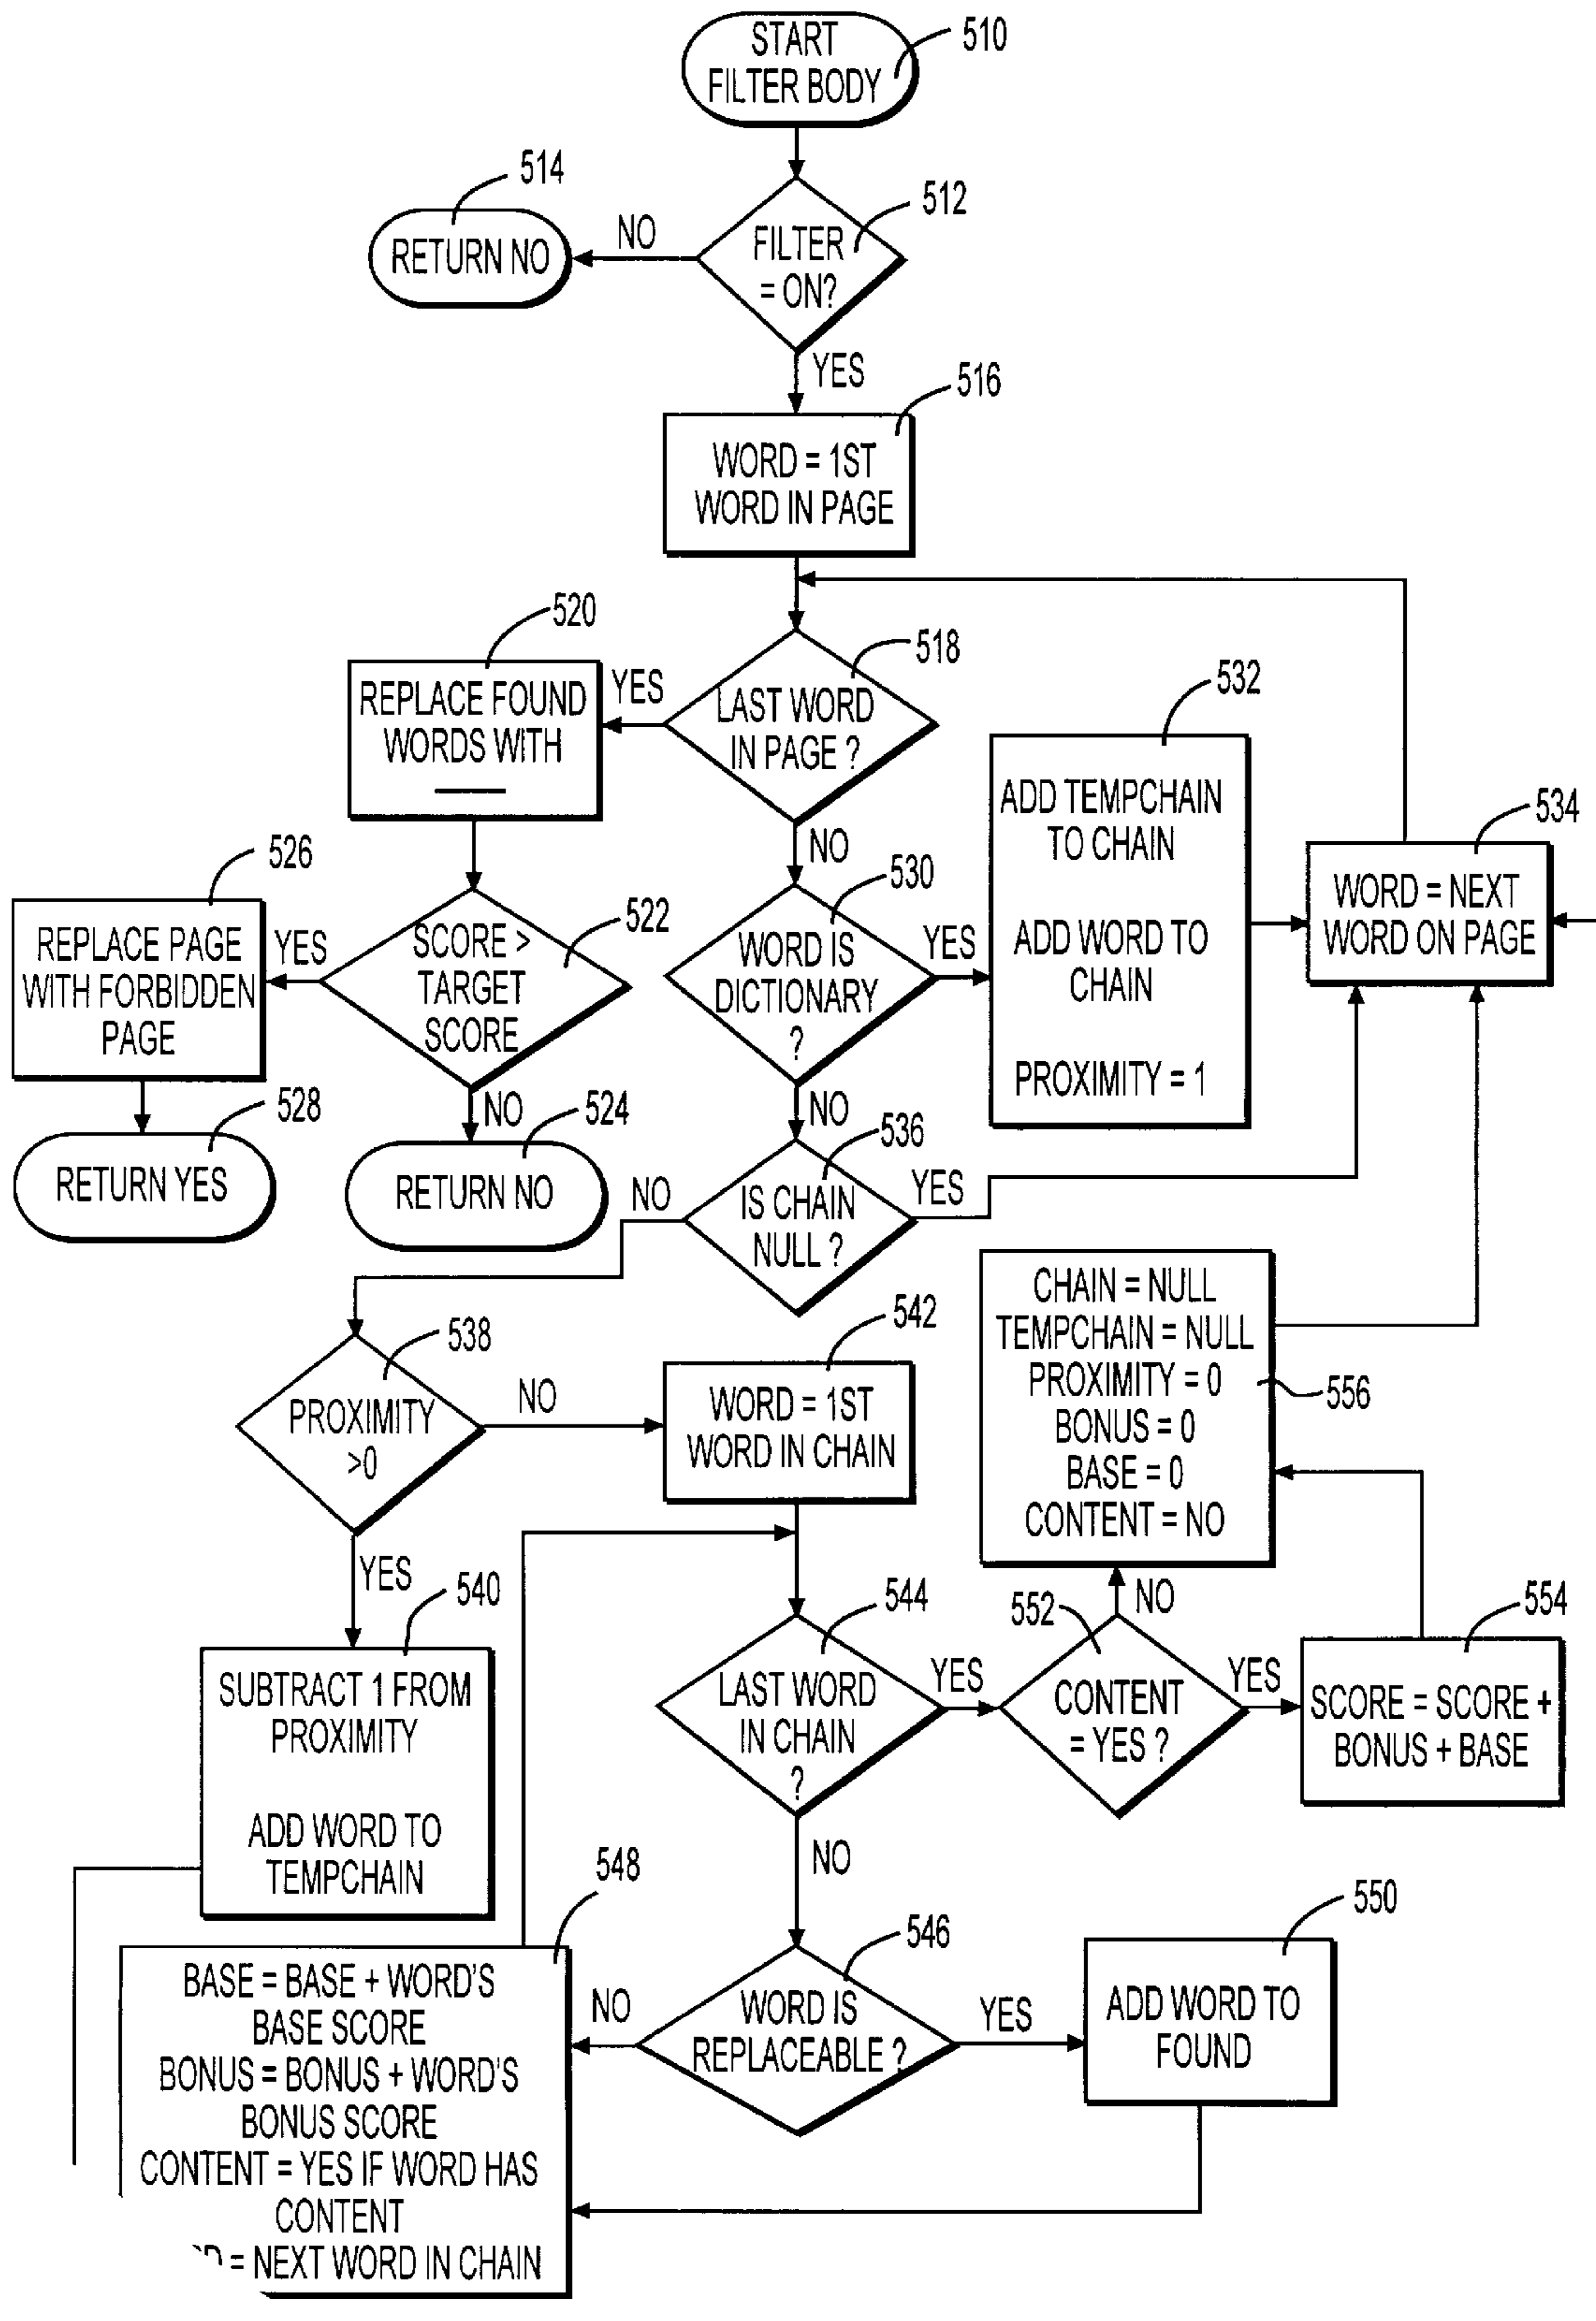 START
FILTER BODY
510
514
RETURN NO
NO
FILTER
= ON?
512
YES
516
WORD = 1ST
WORD IN PAGE
520
REPLACE FOUND
WORDS WITH
YES
LAST WORD
IN PAGE ?
518
NO
532
ADD TEMPCHAIN
TO CHAIN
ADD WORD TO
CHAIN
PROXIMITY = 1
534
WORD = NEXT
WORD ON PAGE
526
REPLACE PAGE
WITH FORBIDDEN
PAGE
YES
SCORE >
TARGET
SCORE
522
NO
530
WORD IS
DICTIONARY
?
YES
NO
528
RETURN YES
524
RETURN NO
536
IS CHAIN
NULL ?
NO
YES
538
PROXIMITY
>0
NO
YES
542
WORD = 1ST
WORD IN CHAIN
CHAIN = NULL
TEMPCHAIN = NULL
PROXIMITY = 0
BONUS = 0
BASE = 0
CONTENT = NO
556
540
SUBTRACT 1 FROM
PROXIMITY
ADD WORD TO
TEMPCHAIN
544
LAST WORD
IN CHAIN
?
YES
NO
552
CONTENT
= YES ?
NO
YES
554
SCORE = SCORE +
BONUS + BASE
548
BASE = BASE + WORD'S
BASE SCORE
BONUS = BONUS + WORD'S
BONUS SCORE
CONTENT = YES IF WORD HAS
CONTENT
= NEXT WORD IN CHAIN
NO
546
WORD IS
REPLACEABLE ?
YES
550
ADD WORD TO
FOUND